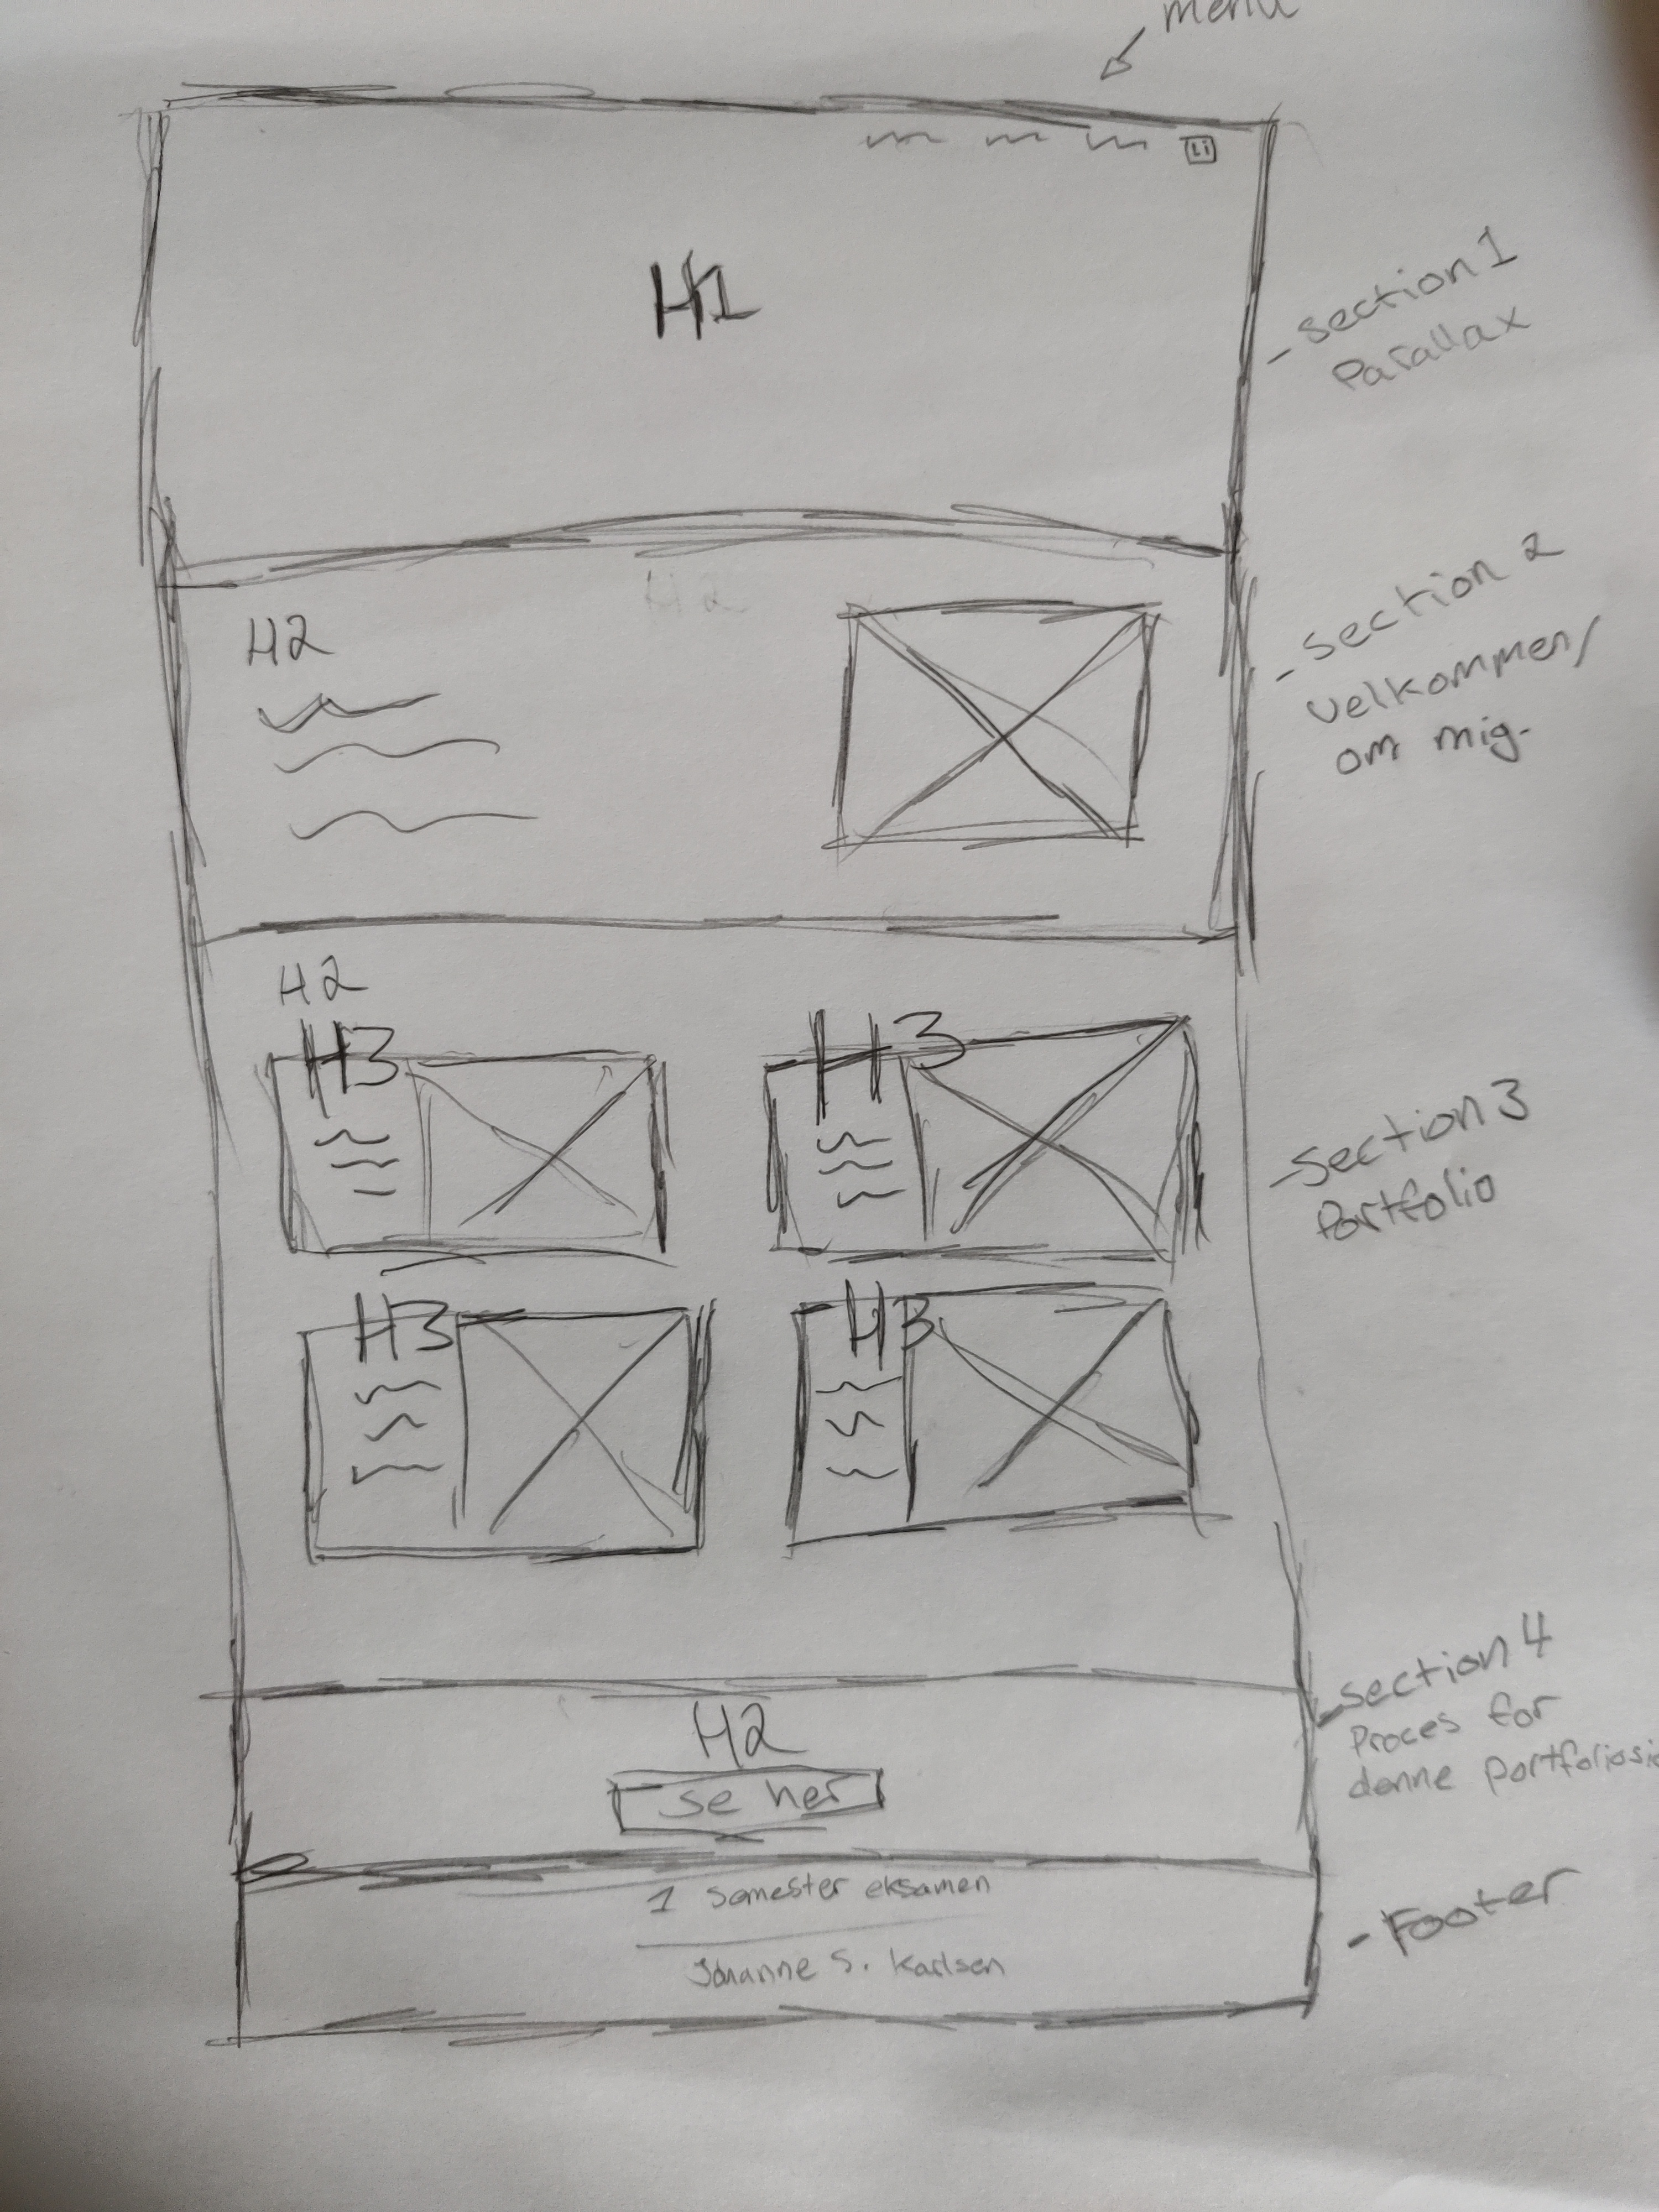 menu
Li
H1
- Section 1
Parallax
H2
H2
- Section 2
Velkommen/
om mig.
H2
H3
H3
- Section 3
Portfolio
H3
H3
- Section 4
Proces for
denne portfoliosi
H2
se her
1 Semester eksamen
Johanne S. Karlsen
- Footer